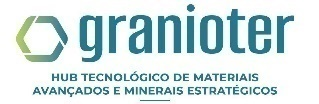 granioter
HUB TECNOLÓGICO DE MATERIAIS
AVANÇADOS E MINERAIS ESTRATÉGICOS